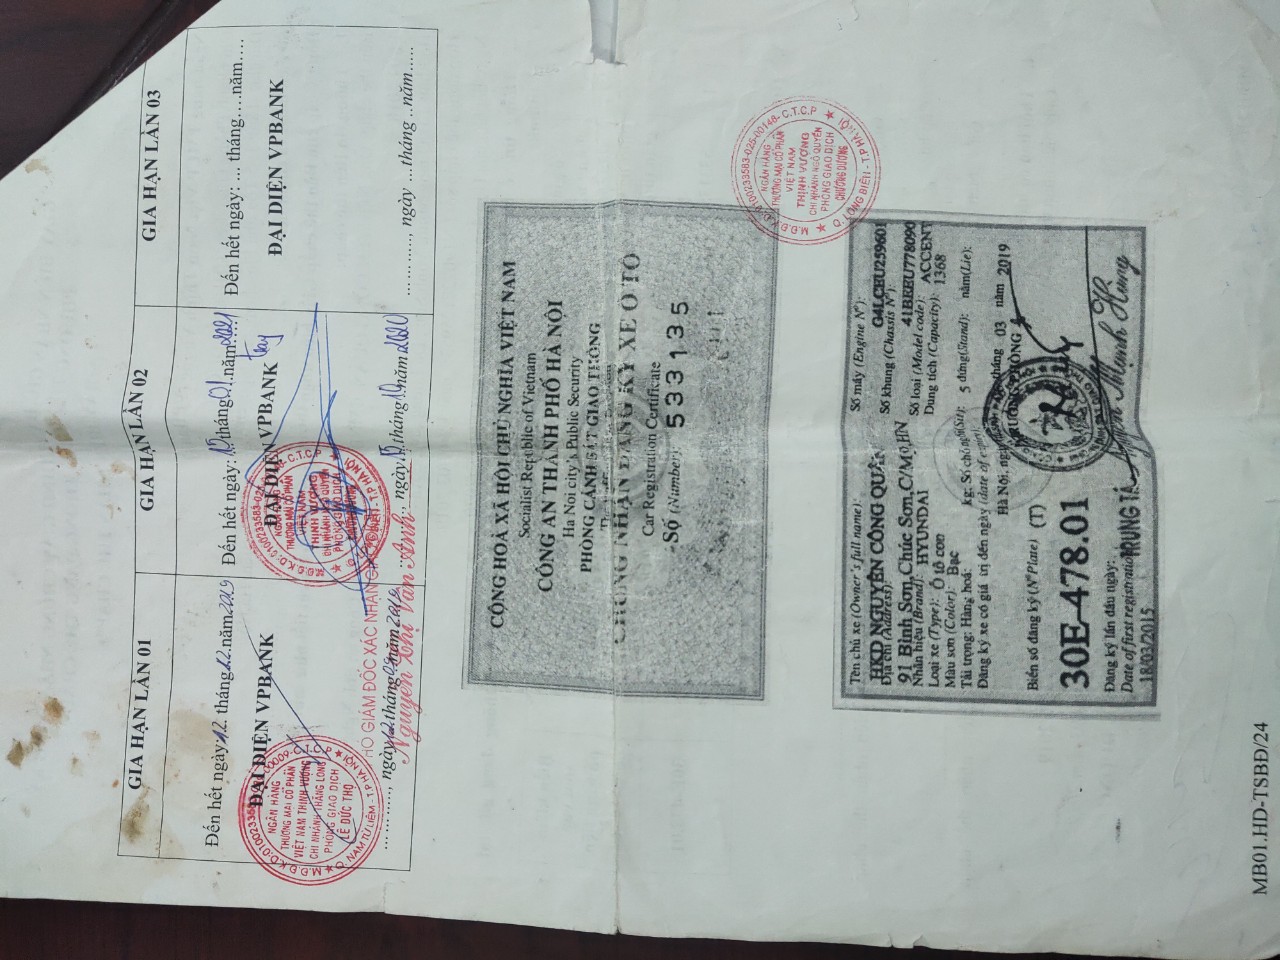 GIA HẠN LẦN 01
GIA HẠN LẦN 02
GIA HẠN LẦN 03
Đến hết ngày: 12. tháng 12.năm 2019
Đến hết ngày: 15 tháng 01.năm 2021
Đến hết ngày: ... tháng....năm....
ĐẠI DIỆN VPBANK
ĐẠI DIỆN VPBANK
ĐẠI DIỆN VPBANK
NGÂN HÀNG
THƯƠNG MẠI CỔ PHẦN
VIỆT NAM THỊNH VƯỢNG
CHI NHÁNH THĂNG LONG
PHÒNG GIAO DỊCH
LÊ ĐỨC THỌ
Q. NAM TỪ LIÊM - T.P HÀ NỘI
M.Đ.Đ.K.D:0100233583-025-00148-C.T.C.P
NGÂN HÀNG
THƯƠNG MẠI CỔ PHẦN
VIỆT NAM
THỊNH VƯỢNG
CHI NHÁNH NGÔ QUYỀN
PHÒNG GIAO DỊCH
CHƯƠNG DƯƠNG
Q. LONG BIÊN - T.P HÀ NỘI
GIÁM ĐỐC XÁC NHẬN
..........., ngày 12 tháng 09 năm 2019
..........., ngày 15 tháng 10 năm 2020
..........., ngày ...tháng ..năm.....
Nguyễn Thị Vân Anh
CỘNG HOÀ XÃ HỘI CHỦ NGHĨA VIỆT NAM
Socialist Republic of Vietnam
CÔNG AN THÀNH PHỐ HÀ NỘI
Ha Noi city's Public Security
PHÒNG CẢNH SÁT GIAO THÔNG
CHỨNG NHẬN ĐĂNG KÝ XE Ô TÔ
Car Registration Certificate
Số (Number): 533135
M.Đ.Đ.K.D:0100233583-025-00148-C.T.C.P
NGÂN HÀNG
THƯƠNG MẠI CỔ PHẦN
VIỆT NAM
THỊNH VƯỢNG
CHI NHÁNH NGÔ QUYỀN
PHÒNG GIAO DỊCH
CHƯƠNG DƯƠNG
Q. LONG BIÊN - T.P HÀ NỘI
Tên chủ xe (Owner's full name):
HKD NGUYỄN CÔNG QUÂN
Địa chỉ (Address):
91 Bình Sơn,Chúc Sơn,C/Mỹ,HN
Nhãn hiệu (Brand): HYUNDAI
Loại xe (Type): Ô tô con
Màu sơn (Color): Bạc
Số máy (Engine Nº):
G4LCEU259601
Số khung (Chassis Nº):
41BEEU778090
Số loại (Model code): ACCENT
Dung tích (Capacity): 1368
Tải trọng: Hàng hoá: kg; Số chỗ ngồi(Sit): 5 đứng(Stand): năm(Lie):
Đăng ký xe có giá trị đến ngày (date of expiry):
Hà Nội, ngày tháng 03 năm 2019
TRƯỞNG PHÒNG
Biển số đăng ký (NºPlate) (T)
30E-478.01
Đăng ký lần đầu ngày:
Date of first registration
18/03/2015
TRUNG TÁ Nguyễn Mạnh Hùng
MB01.HD-TSBĐ/24